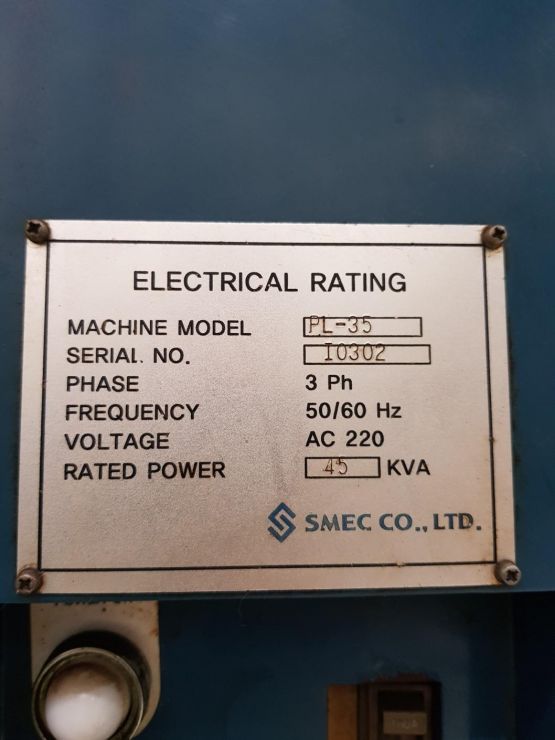 ELECTRICAL RATING
MACHINE MODEL PL-35
SERIAL NO. I0302
PHASE 3 Ph
FREQUENCY 50/60 Hz
VOLTAGE AC 220
RATED POWER 45 KVA
SMEC CO., LTD.